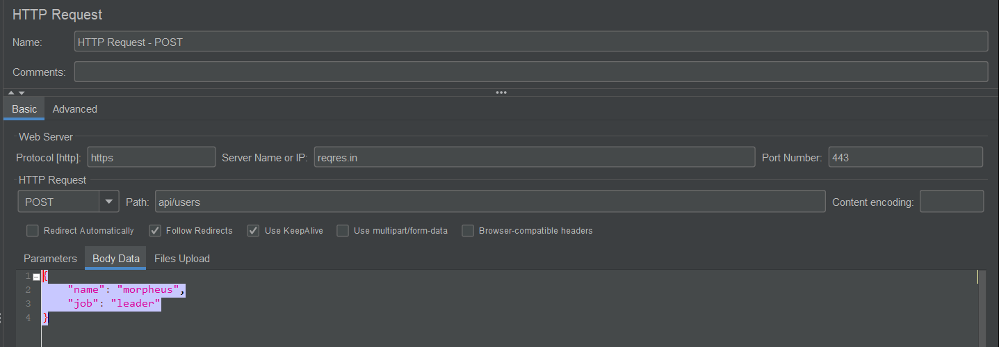 HTTP Request
Name: HTTP Request - POST
Comments:
Basic Advanced
Web Server
Protocol [http]: https Server Name or IP: reqres.in Port Number: 443
HTTP Request
POST Path: api/users Content encoding:
Redirect Automatically Follow Redirects Use KeepAlive Use multipart/form-data Browser-compatible headers
Parameters Body Data Files Upload
1 {
2 "name": "morpheus",
3 "job": "leader"
4 }